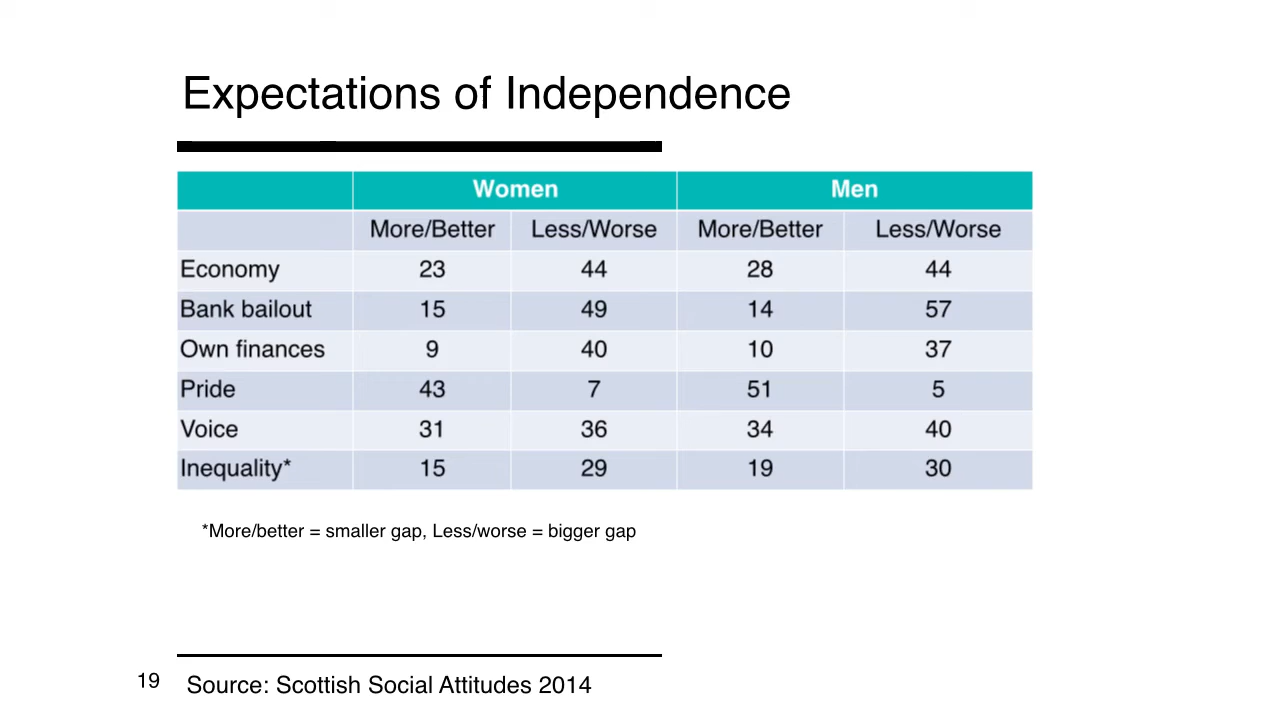 Expectations of Independence
Women Men
More/Better Less/Worse More/Better Less/Worse
Economy 23 44 28 44
Bank bailout 15 49 14 57
Own finances 9 40 10 37
Pride 43 7 51 5
Voice 31 36 34 40
Inequality* 15 29 19 30
*More/better = smaller gap, Less/worse = bigger gap
19 Source: Scottish Social Attitudes 2014